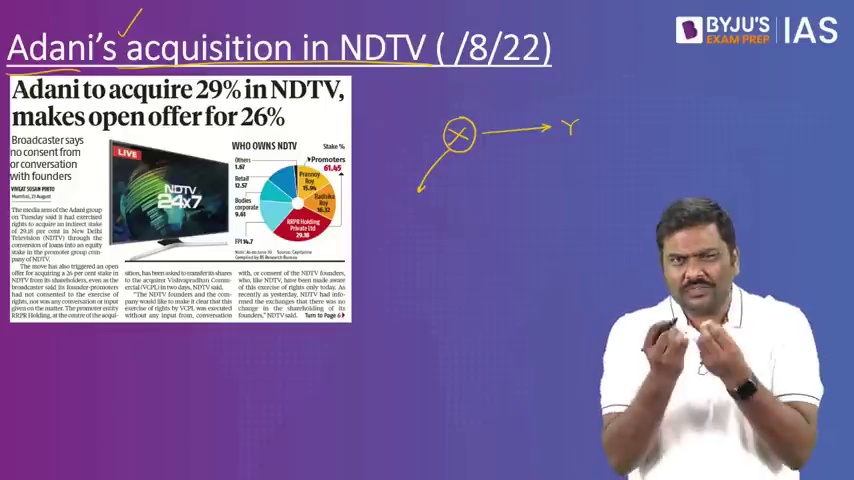 Adani's acquisition in NDTV ( /8/22)
BYJU'S
EXAM PREP
IAS
Adani to acquire 29% in NDTV,
makes open offer for 26%
Broadcaster says
no consent from
or conversation
with founders
VIVEAT SUSAN PINTO
Mumbai, 23 August
The media arm of the Adani group
on Tuesday said it had exercised
rights to acquire an indirect stake
of 29.18 per cent in New Delhi
Television (NDTV) through the
conversion of loans into an equity
stake in the promoter group com-
pany of NDTV.
The move has also triggered an open
offer for acquiring a 26 per cent stake in
NDTV from its shareholders, even as the
broadcaster said its founder-promoters
had not consented to the exercise of
rights, nor was any conversation or input
given on the matter. The promoter entity
RRPR Holding, at the centre of the acqui-
LIVE
NDTV
24x7
WHO OWNS NDTV
Stake %
Others
1.67
Retail
12.57
Bodies
corporate
9.61
FPI 14.7
Promoters
61.45
Prannoy
Roy
15.94
Radhika
Roy
16.32
RRPR Holding
Private Ltd
29.18
Note: As on June 30 Source: Capitaline
Compiled by BS Research Bureau
sition, has been asked to transfer its shares
to the acquirer Vishvapradhan Comme-
rcial (VCPL) in two days, NDTV said.
"The NDTV founders and the company
would like to make it clear that this
exercise of rights by VCPL was executed
without any input from, conversation
with, or consent of the NDTV founders,
who, like NDTV, have been made aware
of this exercise of rights only today. As
recently as yesterday, NDTV had infor-
med the exchanges that there was no
change in the shareholding of its
founders," NDTV said. Turn to Page 6
X
Y